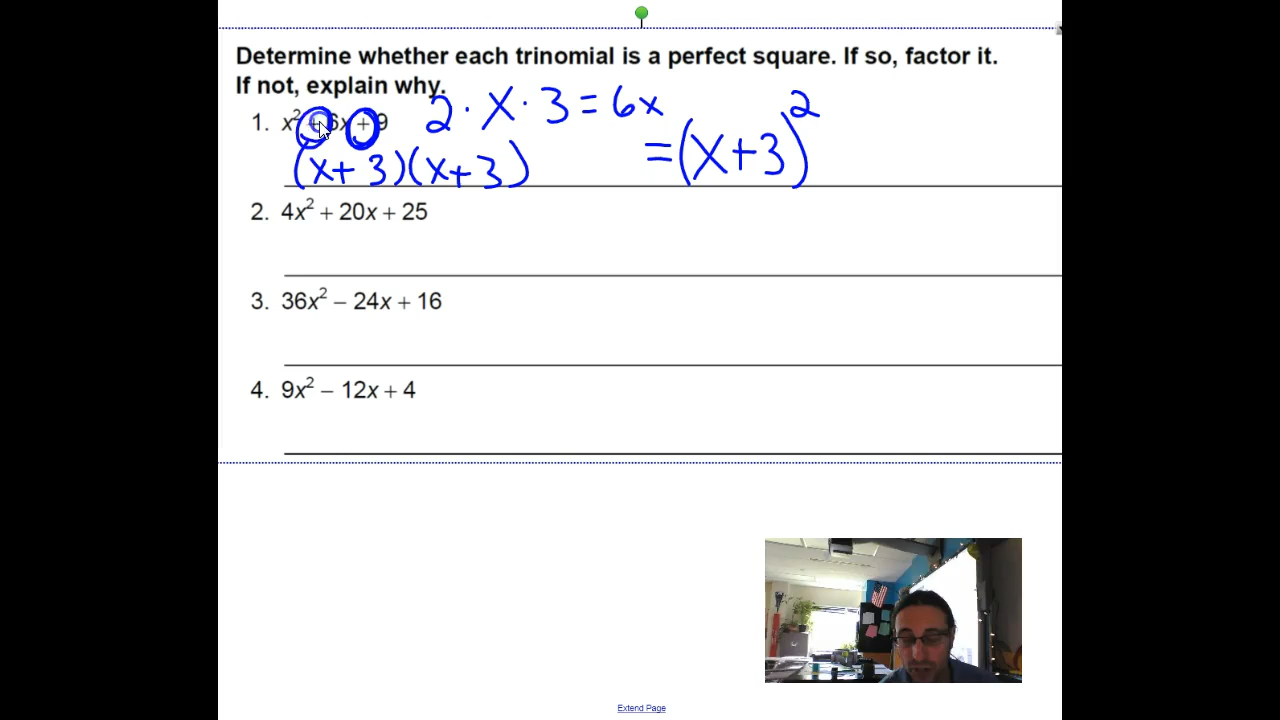 Determine whether each trinomial is a perfect square. If so, factor it.
If not, explain why.
2 · x · 3 = 6x
1. x² + 6x + 9
(x + 3)(x + 3) = (x + 3)²
2. 4x² + 20x + 25
3. 36x² − 24x + 16
4. 9x² − 12x + 4
Extend Page